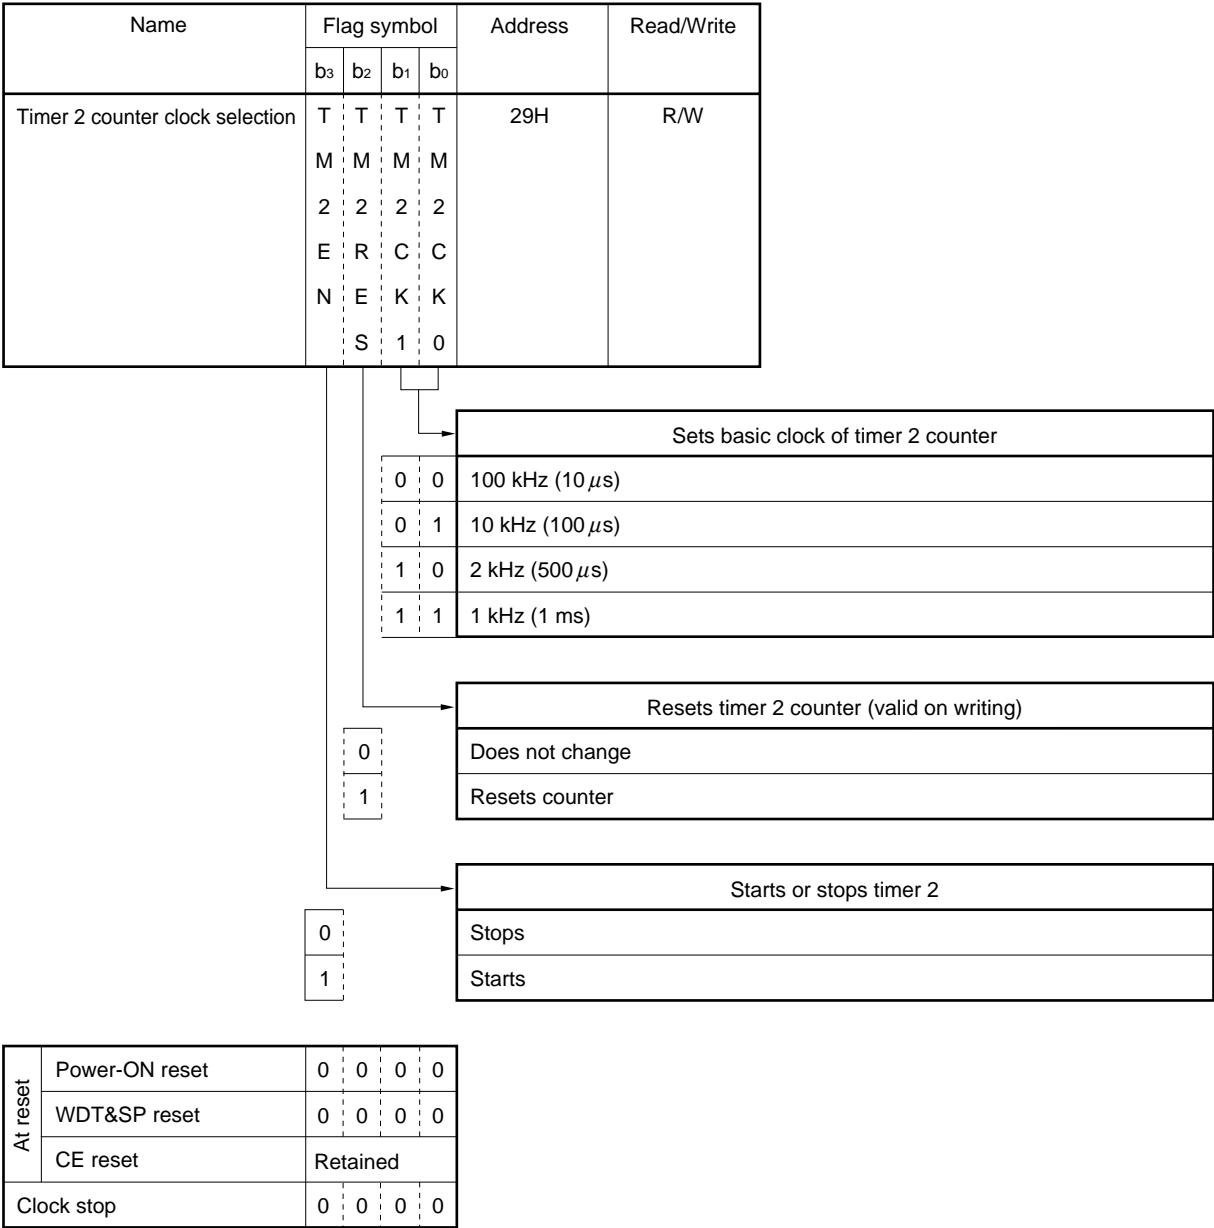 Name Flag symbol Address Read/Write
b3 b2 b1 b0
Timer 2 counter clock selection T T T T 29H R/W
M M M M
2 2 2 2
E R C C
N E K K
S 1 0
Sets basic clock of timer 2 counter
0 0 100 kHz (10 μs)
0 1 10 kHz (100 μs)
1 0 2 kHz (500 μs)
1 1 1 kHz (1 ms)
Resets timer 2 counter (valid on writing)
0 Does not change
1 Resets counter
Starts or stops timer 2
0 Stops
1 Starts
At reset
Power-ON reset 0 0 0 0
WDT&SP reset 0 0 0 0
CE reset Retained
Clock stop 0 0 0 0